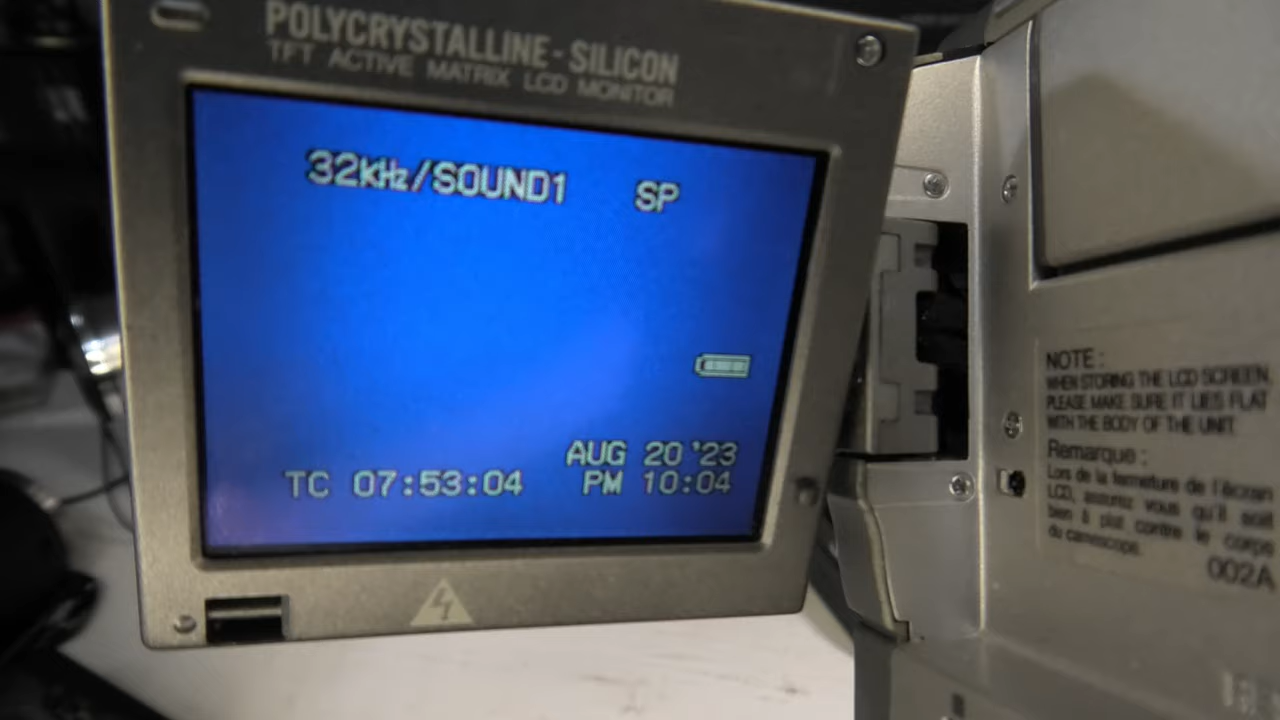 POLYCRYSTALLINE-SILICON
TFT ACTIVE MATRIX LCD MONITOR
32kHz/SOUND1 SP
AUG 20 '23
TC 07:53:04 PM 10:04
NOTE:
WHEN STORING THE LCD SCREEN,
PLEASE MAKE SURE IT LIES FLAT
WITH THE BODY OF THE UNIT.
Remarque:
Lors de la fermeture de l'écran
LCD, assurez vous qu'il soit
bien à plat contre le corps
du camescope.
002A